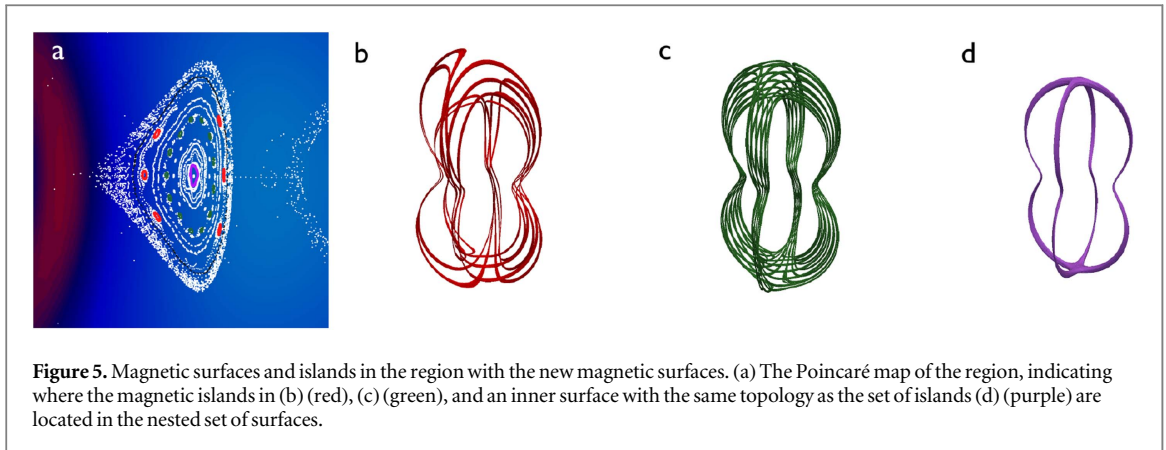 a
b
c
d
Figure 5. Magnetic surfaces and islands in the region with the new magnetic surfaces. (a) The Poincaré map of the region, indicating
where the magnetic islands in (b) (red), (c) (green), and an inner surface with the same topology as the set of islands (d) (purple) are
located in the nested set of surfaces.